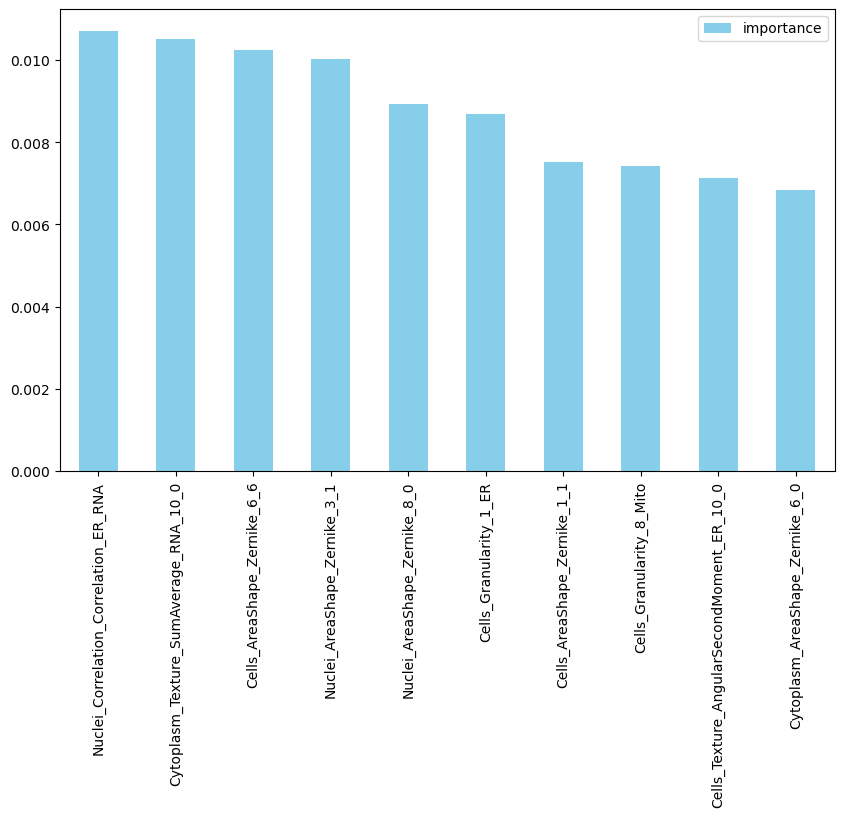 importance
0.010
0.008
0.006
0.004
0.002
0.000
Nuclei_Correlation_Correlation_ER_RNA
Cytoplasm_Texture_SumAverage_RNA_10_0
Cells_AreaShape_Zernike_6_6
Nuclei_AreaShape_Zernike_3_1
Nuclei_AreaShape_Zernike_8_0
Cells_Granularity_1_ER
Cells_AreaShape_Zernike_1_1
Cells_Granularity_8_Mito
Cells_Texture_AngularSecondMoment_ER_10_0
Cytoplasm_AreaShape_Zernike_6_0